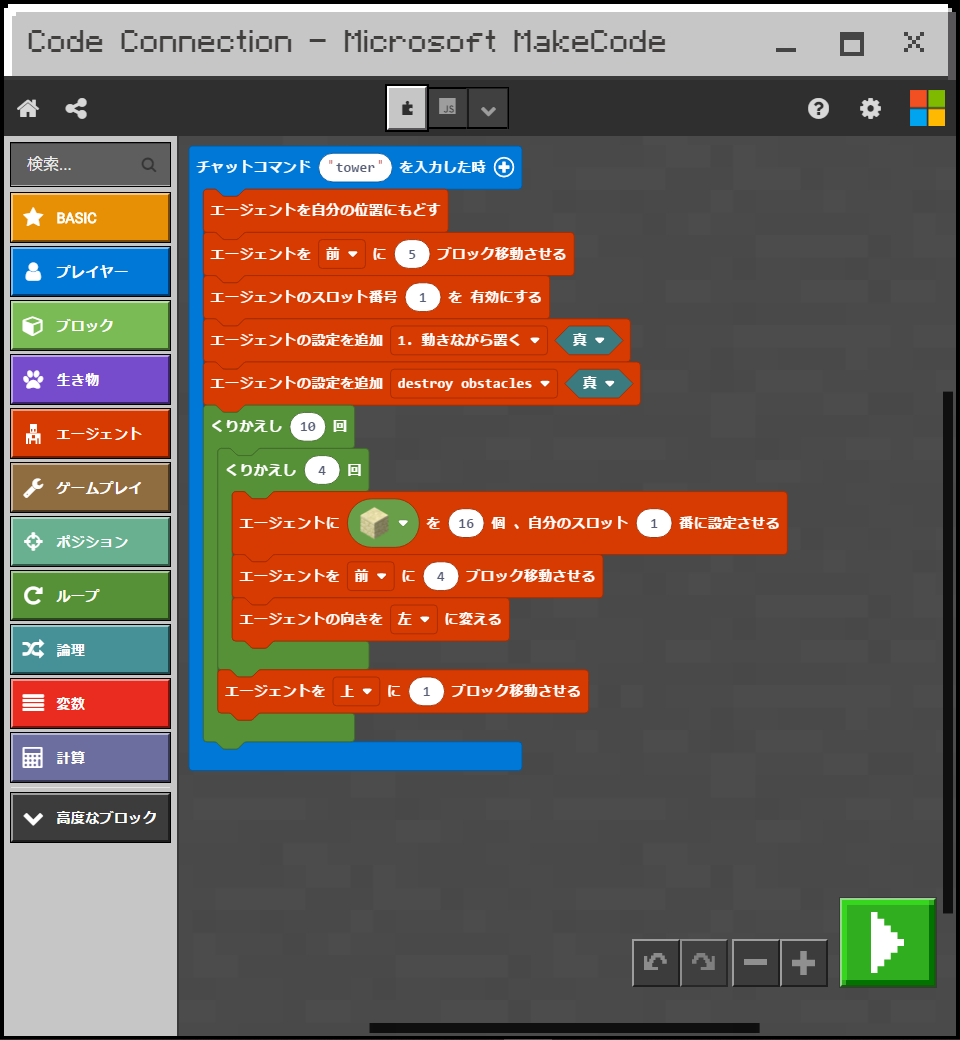 Code Connection - Microsoft MakeCode
JS
検索...
BASIC
プレイヤー
ブロック
生き物
エージェント
ゲームプレイ
ポジション
ループ
論理
変数
計算
高度なブロック
チャットコマンド "tower" を入力した時
エージェントを自分の位置にもどす
エージェントを 前 に 5 ブロック移動させる
エージェントのスロット番号 1 を 有効にする
エージェントの設定を追加 1. 動きながら置く 真
エージェントの設定を追加 destroy obstacles 真
くりかえし 10 回
くりかえし 4 回
エージェントに を 16 個 、自分のスロット 1 番に設定させる
エージェントを 前 に 4 ブロック移動させる
エージェントの向きを 左 に変える
エージェントを 上 に 1 ブロック移動させる